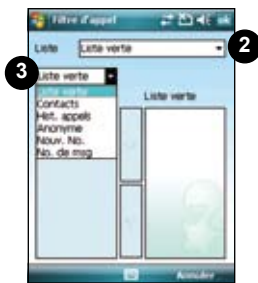 Filtre d'appel ok
Liste Liste verte
2
3
Liste verte
Liste verte
Liste verte
Contacts
Hist. appels
Anonyme
Nouv. No.
No. de msg
Annuler